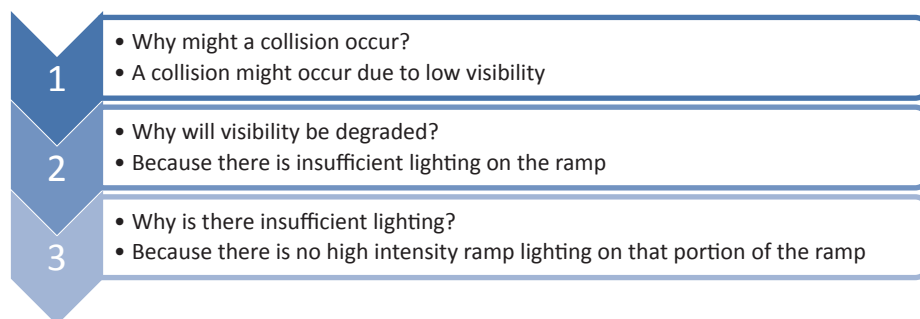 1
• Why might a collision occur?
• A collision might occur due to low visibility
2
• Why will visibility be degraded?
• Because there is insufficient lighting on the ramp
3
• Why is there insufficient lighting?
• Because there is no high intensity ramp lighting on that portion of the ramp